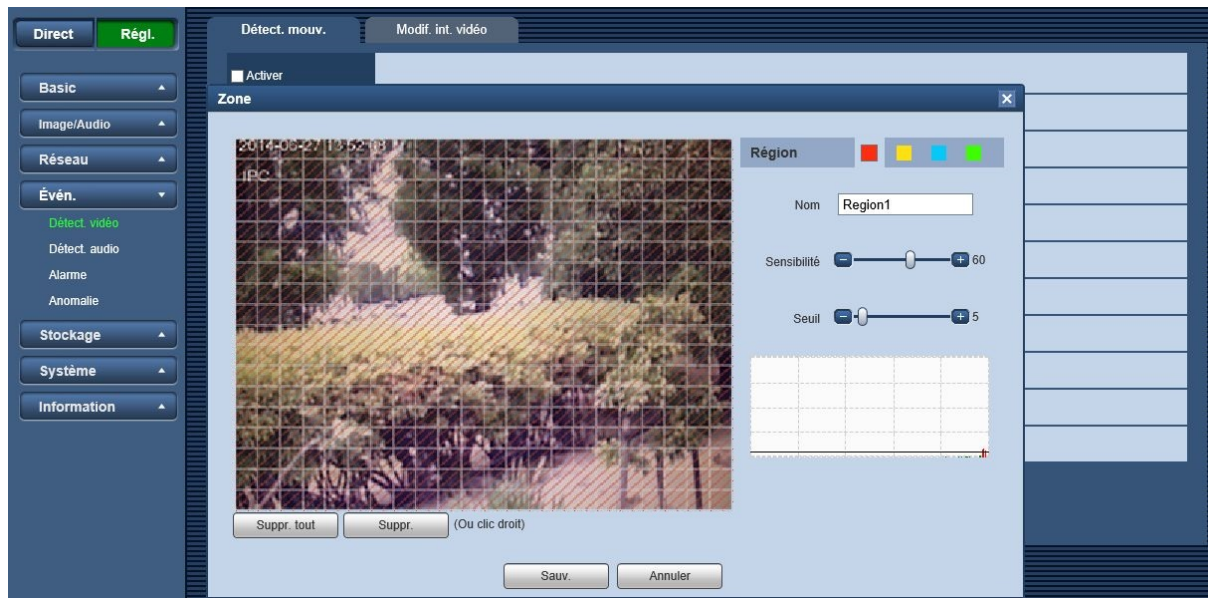 Direct Régl.
Détect. mouv. Modif. int. vidéo
Activer
Basic
Image/Audio
Réseau
Évén.
Détect. vidéo
Détect. audio
Alarme
Anomalie
Stockage
Système
Information
Zone
IPC
Région
Nom Region1
Sensibilité 60
Seuil 5
Suppr. tout Suppr. (Ou clic droit)
Sauv. Annuler